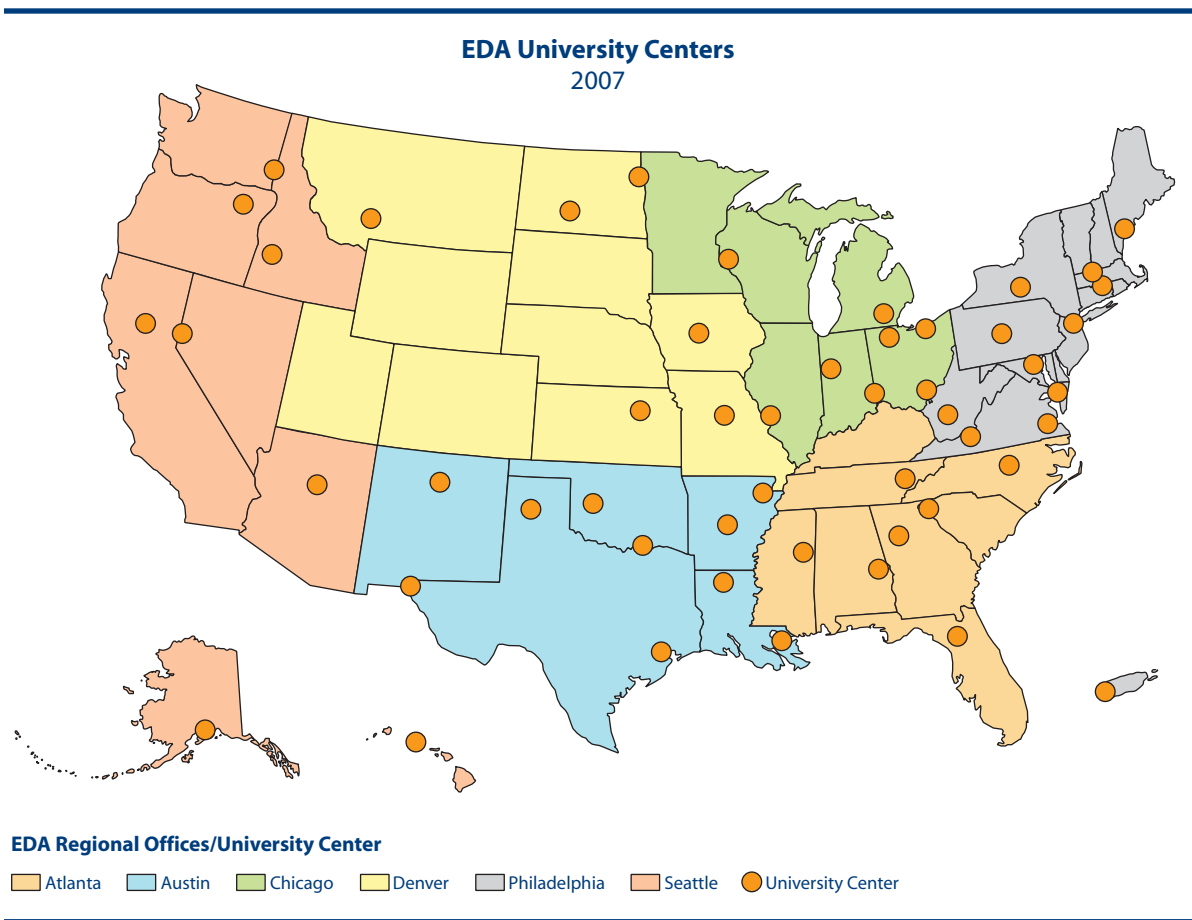 EDA University Centers
2007
EDA Regional Offices/University Center
Atlanta Austin Chicago Denver Philadelphia Seattle University Center